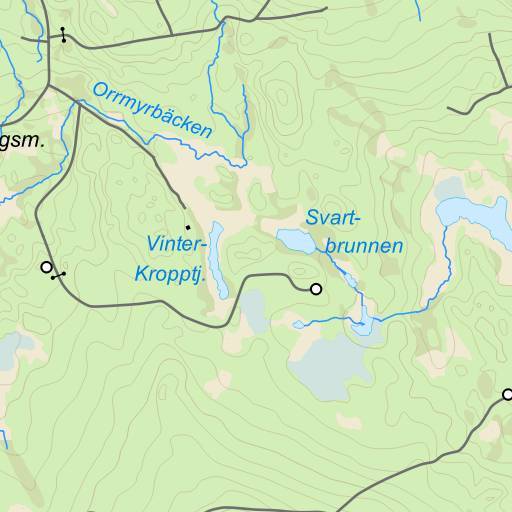 Orrmyrbäcken
gsm.
Svart-
brunnen
Vinter-
Kropptj.